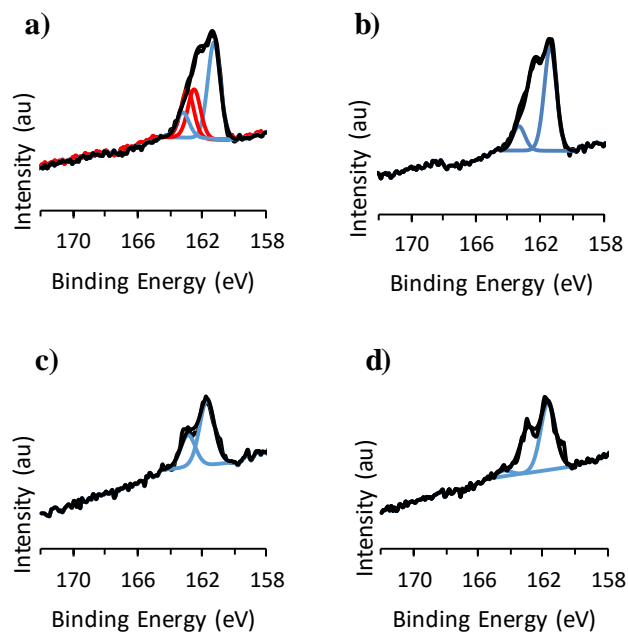 a)
Intensity (au)
170 166 162 158
Binding Energy (eV)
b)
Intensity (au)
170 166 162 158
Binding Energy (eV)
c)
Intensity (au)
170 166 162 158
Binding Energy (eV)
d)
Intensity (au)
170 166 162 158
Binding Energy (eV)